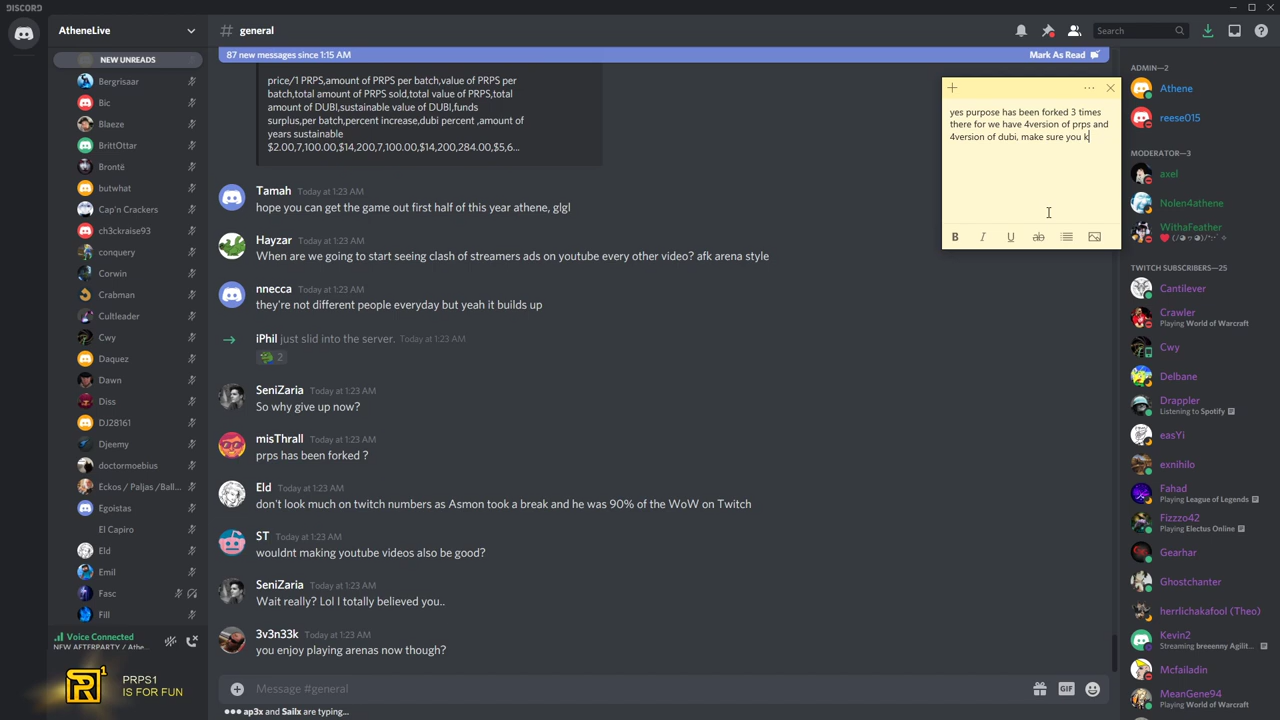 DISCORD
AtheneLive
NEW UNREADS
Bergrisaar
Bic
Blaeze
BrittOttar
Brontë
butwhat
Cap'n Crackers
ch3ckraise93
conquery
Corwin
Crabman
Cultleader
Cwy
Daquez
Dawn
Diss
DJ28161
Djeemy
doctormoebius
Eckos / Paljas /Ball...
Egoistas
El Capiro
Eld
Emil
Fasc
Fill
Voice Connected
NEW AFTERPARTY / Athe...
1
PRPS1
IS FOR FUN
# general
Search
87 new messages since 1:15 AM
Mark As Read
price/1 PRPS,amount of PRPS per batch,value of PRPS per
batch,total amount of PRPS sold,total value of PRPS,total
amount of DUBI,sustainable value of DUBI,funds
surplus,per batch,percent increase,dubi percent ,amount of
years sustainable
$2.00,7,100.00,$14,200,7,100.00,$14,200,284.00,$5,6...
Tamah Today at 1:23 AM
hope you can get the game out first half of this year athene, glgl
Hayzar Today at 1:23 AM
When are we going to start seeing clash of streamers ads on youtube every other video? afk arena style
nnecca Today at 1:23 AM
they're not different people everyday but yeah it builds up
iPhil just slid into the server. Today at 1:23 AM
2
SeniZaria Today at 1:23 AM
So why give up now?
misThrall Today at 1:23 AM
prps has been forked ?
Eld Today at 1:23 AM
don't look much on twitch numbers as Asmon took a break and he was 90% of the WoW on Twitch
ST Today at 1:23 AM
wouldnt making youtube videos also be good?
SeniZaria Today at 1:23 AM
Wait really? Lol I totally believed you..
3v3n33k Today at 1:23 AM
you enjoy playing arenas now though?
Message #general
GIF
ap3x and Sailx are typing...
yes purpose has been forked 3 times
there for we have 4version of prps and
4version of dubi, make sure you k
B I U ab
ADMIN—2
Athene
reese015
MODERATOR—3
axel
Nolen4athene
WithaFeather
TWITCH SUBSCRIBERS—25
Cantilever
Crawler
Playing World of Warcraft
Cwy
Delbane
Drappler
Listening to Spotify
easYi
exnihilo
Fahad
Playing League of Legends
Fizzzo42
Playing Electus Online
Gearhar
Ghostchanter
herrlichakafool (Theo)
Kevin2
Streaming breeenny Agilit...
Mcfailadin
MeanGene94
Playing World of Warcraft